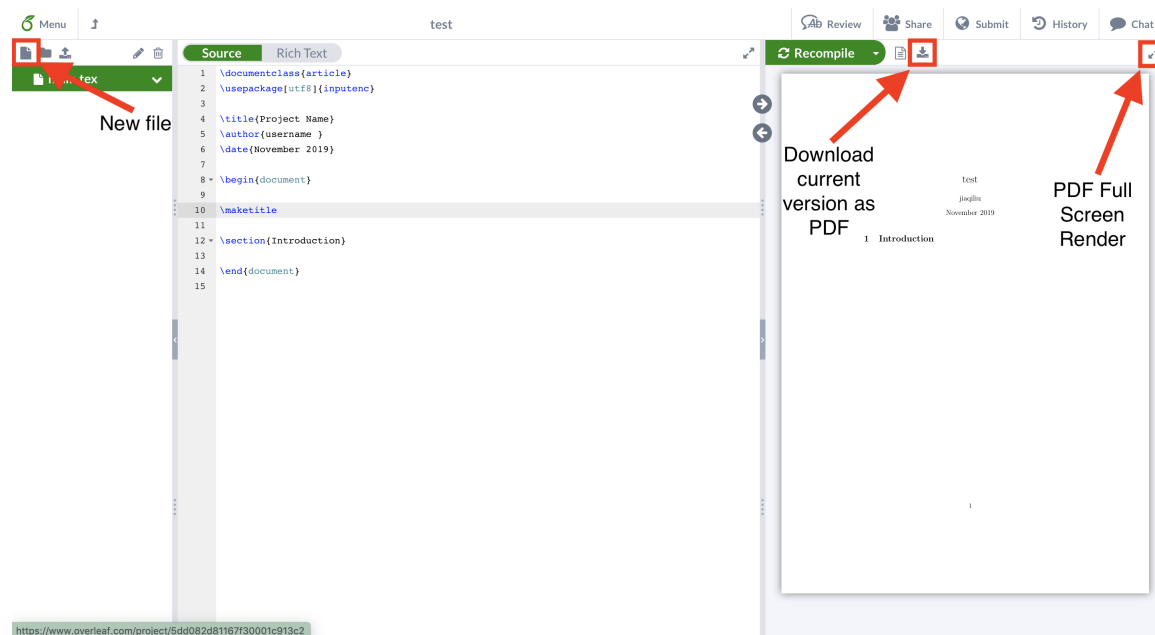 Menu
test
Review
Share
Submit
History
Chat
Source
Rich Text
Recompile
.tex
New file
1 \documentclass{article}
2 \usepackage[utf8]{inputenc}
3
4 \title{Project Name}
5 \author{username }
6 \date{November 2019}
7
8 \begin{document}
9
10 \maketitle
11
12 \section{Introduction}
13
14 \end{document}
15
Download
current
version as
PDF
PDF Full
Screen
Render
test
jiaqiliu
November 2019
1 Introduction
1
https://www.overleaf.com/project/5dd082d81167f30001c913c2